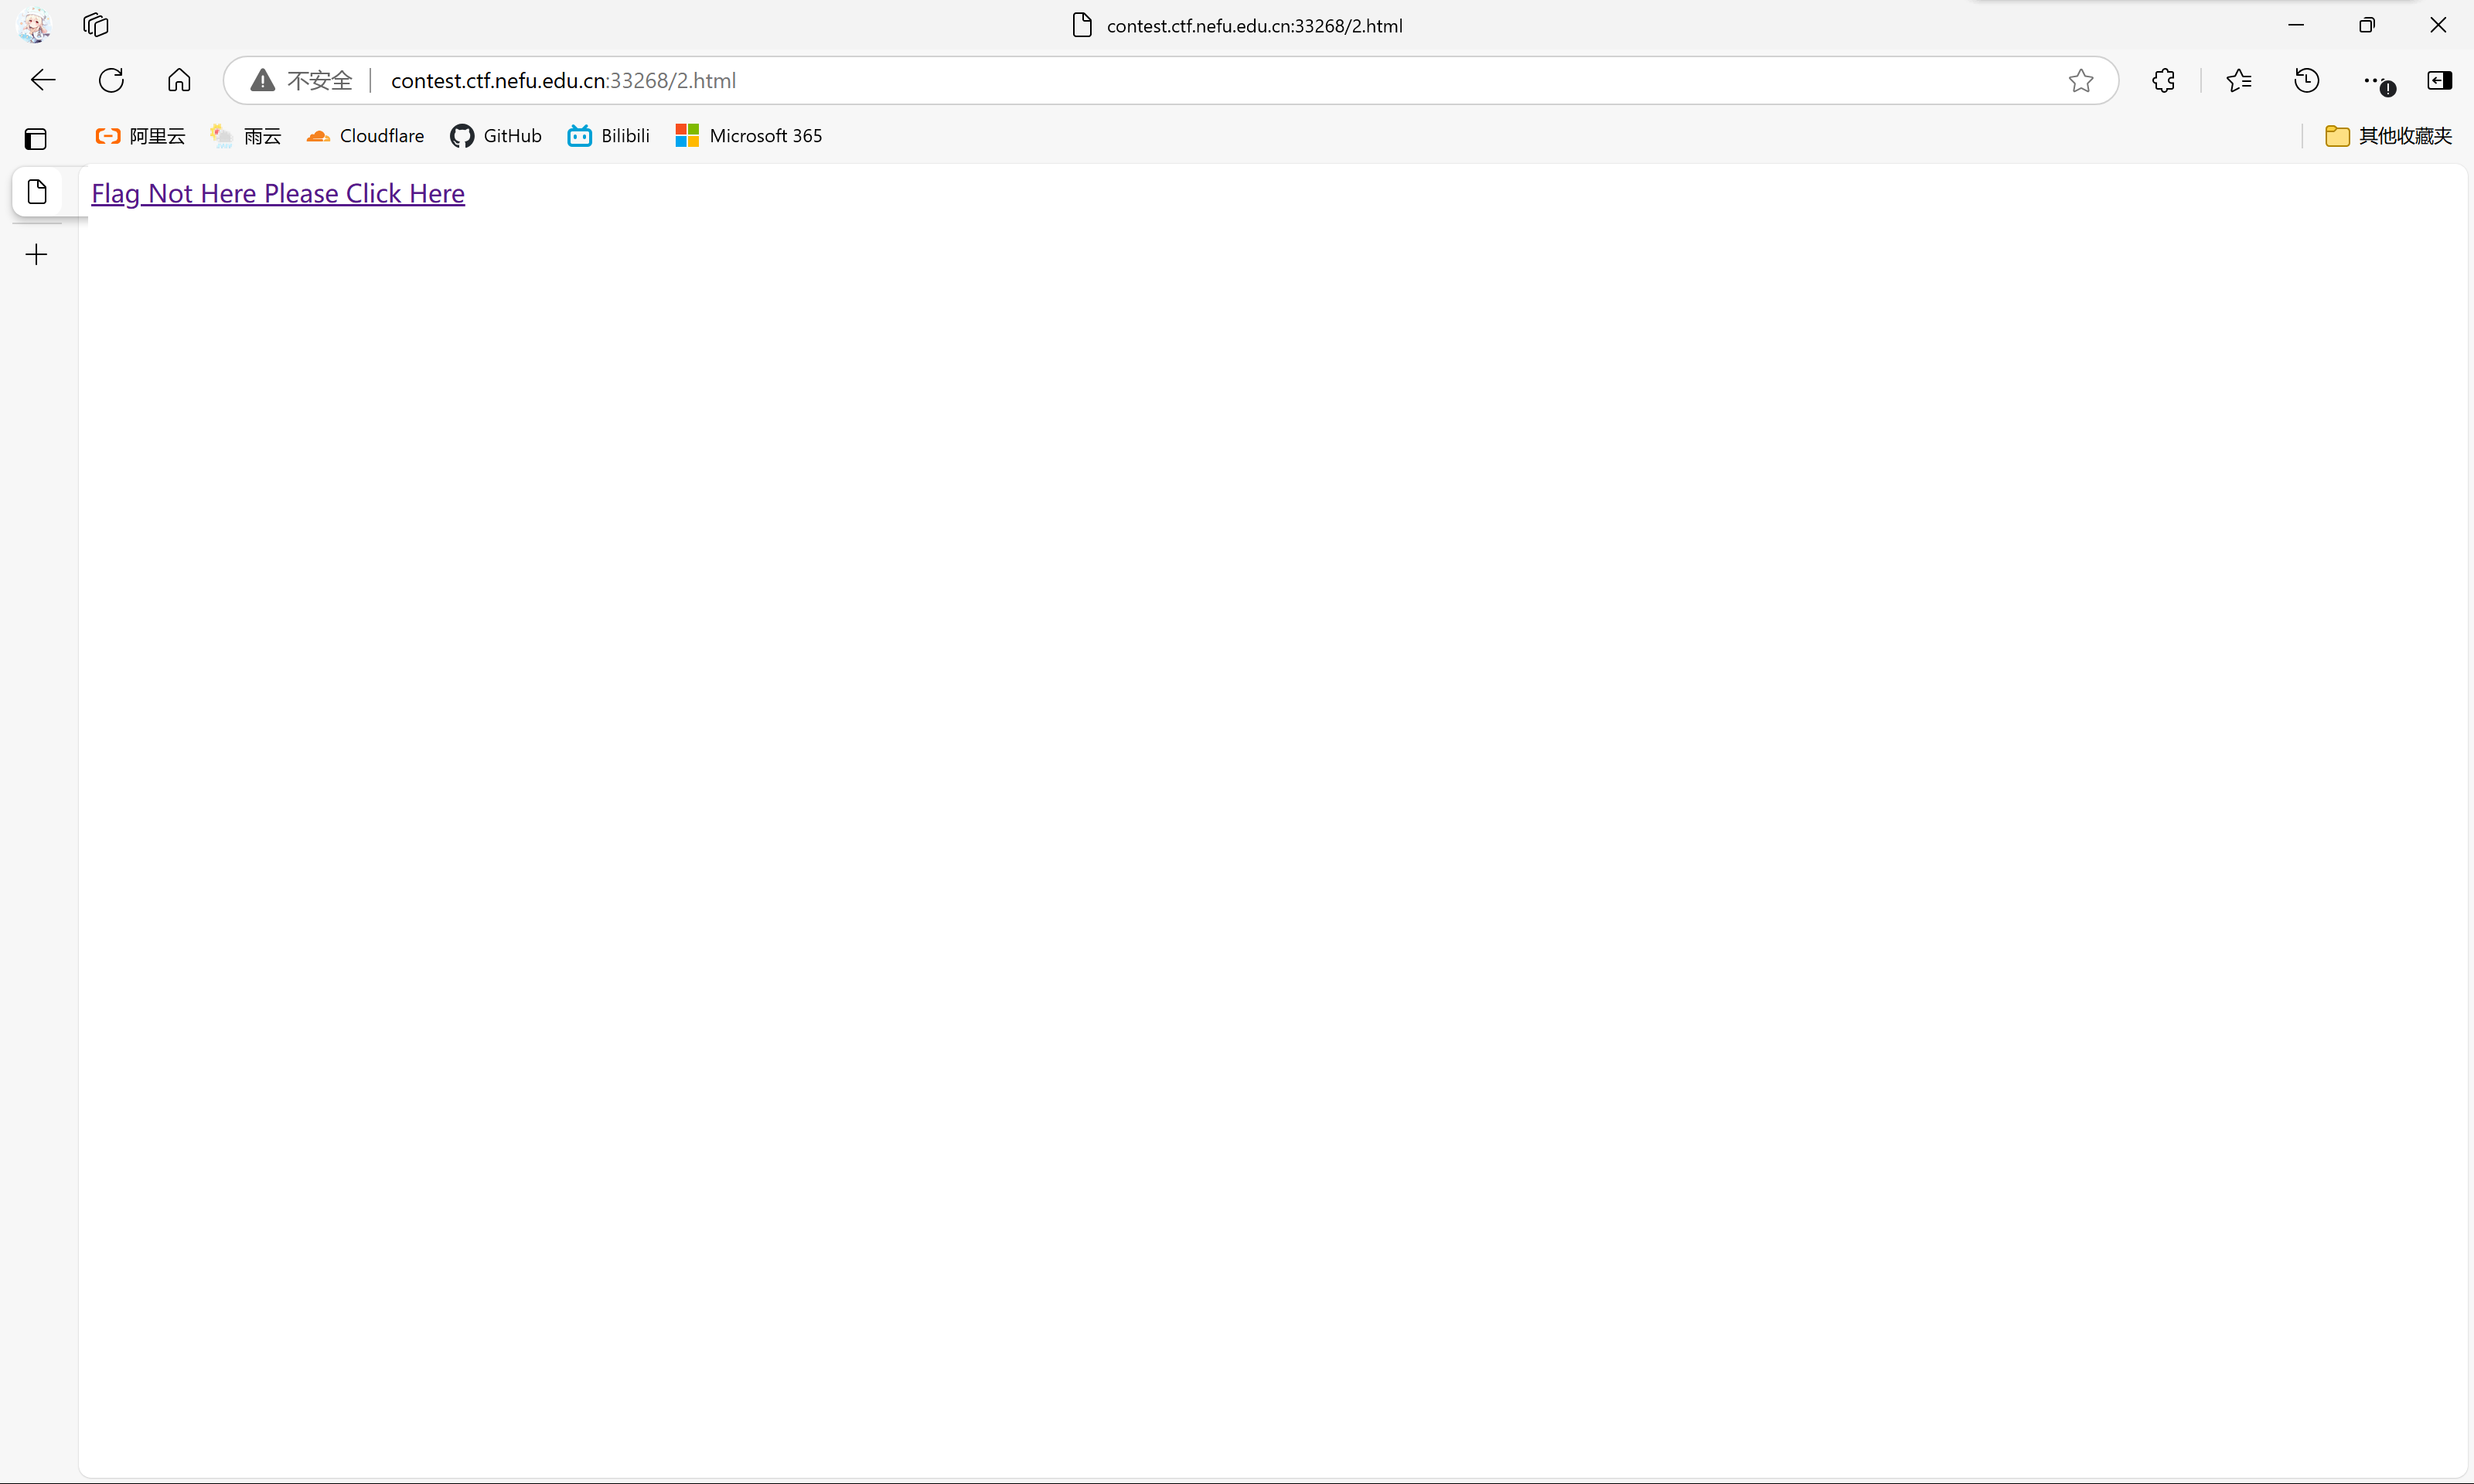 contest.ctf.nefu.edu.cn:33268/2.html
不安全 contest.ctf.nefu.edu.cn:33268/2.html
阿里云 雨云 Cloudflare GitHub Bilibili Microsoft 365 其他收藏夹
Flag Not Here Please Click Here